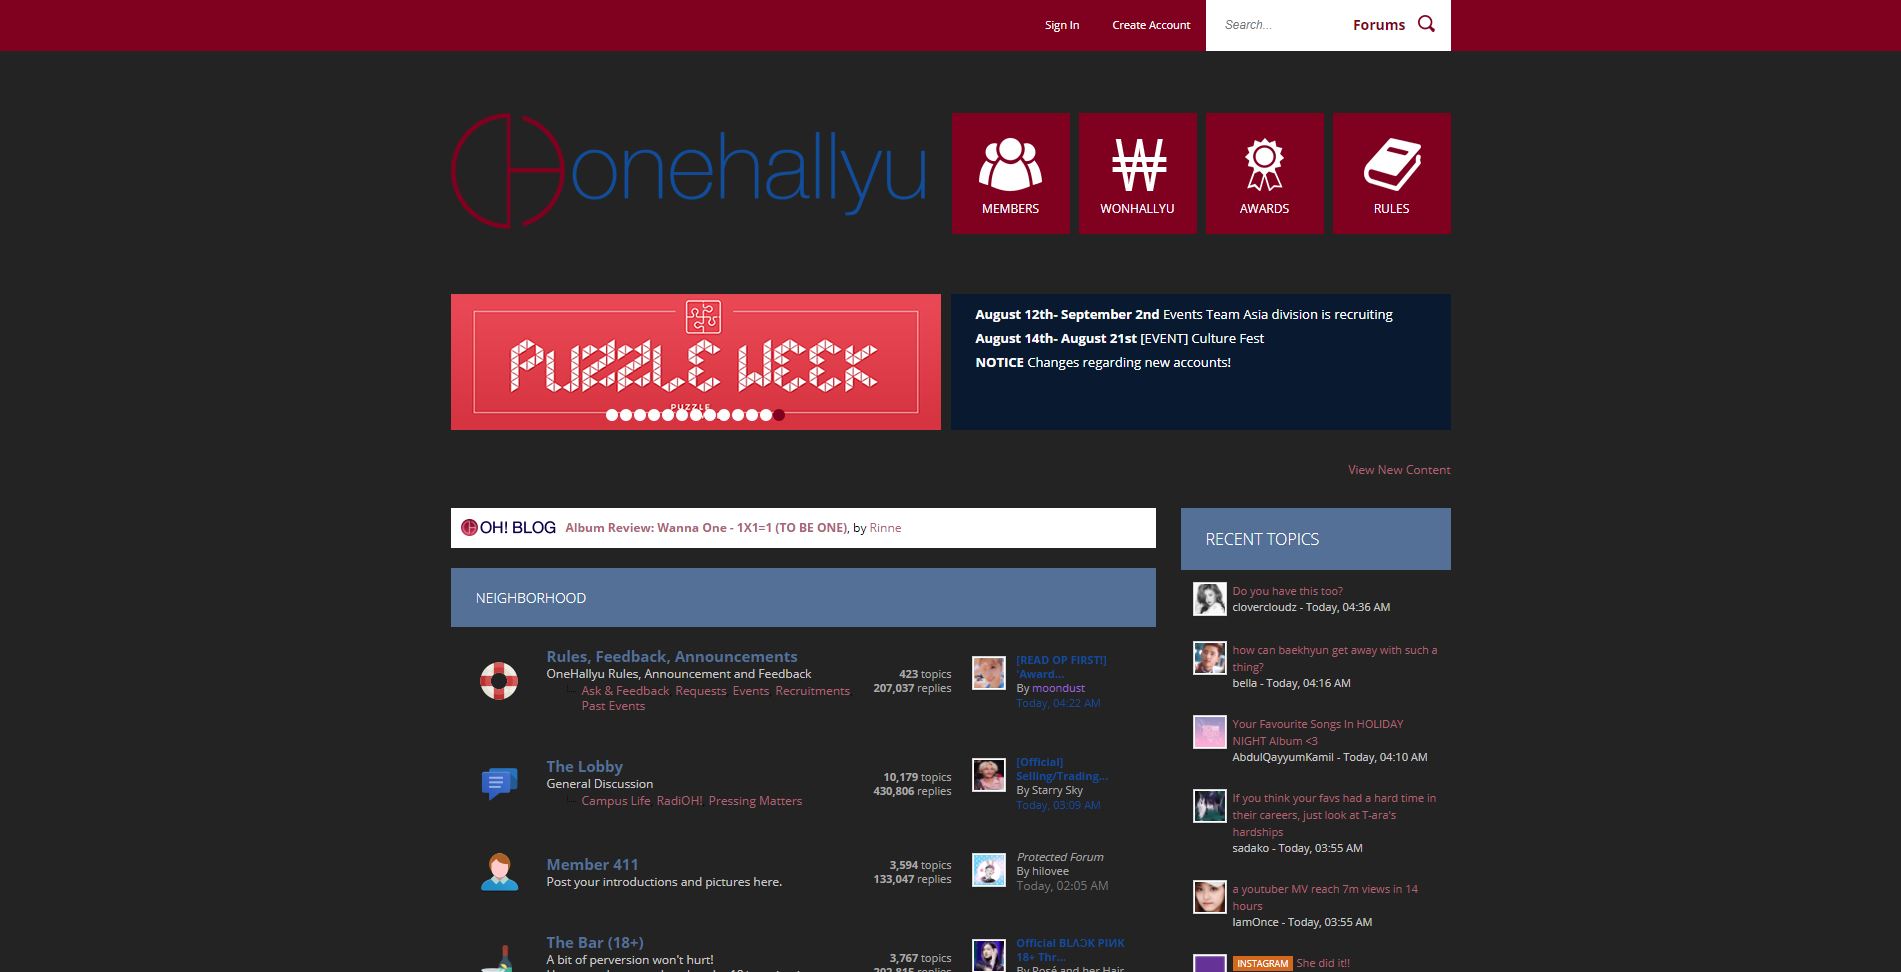 Sign In
Create Account
Search...
Forums
onehallyu
MEMBERS
WONHALLYU
AWARDS
RULES
PUZZLE WEEK
PUZZLE
August 12th- September 2nd Events Team Asia division is recruiting
August 14th- August 21st [EVENT] Culture Fest
NOTICE Changes regarding new accounts!
View New Content
OH! BLOG Album Review: Wanna One - 1X1=1 (TO BE ONE), by Rinne
NEIGHBORHOOD
Rules, Feedback, Announcements
OneHallyu Rules, Announcement and Feedback
Ask & Feedback Requests Events Recruitments
Past Events
423 topics
207,037 replies
[READ OP FIRST!]
'Award...
By moondust
Today, 04:22 AM
The Lobby
General Discussion
Campus Life RadiOH! Pressing Matters
10,179 topics
430,806 replies
[Official]
Selling/Trading...
By Starry Sky
Today, 03:09 AM
Member 411
Post your introductions and pictures here.
3,594 topics
133,047 replies
Protected Forum
By hilovee
Today, 02:05 AM
The Bar (18+)
A bit of perversion won't hurt!
3,767 topics
292,815 replies
Official BLΛƆK PIИK
18+ Thr...
By Rosé and her Hair
RECENT TOPICS
Do you have this too?
clovercloudz - Today, 04:36 AM
how can baekhyun get away with such a
thing?
bella - Today, 04:16 AM
Your Favourite Songs In HOLIDAY
NIGHT Album <3
AbdulQayyumKamil - Today, 04:10 AM
If you think your favs had a hard time in
their careers, just look at T-ara's
hardships
sadako - Today, 03:55 AM
a youtuber MV reach 7m views in 14
hours
IamOnce - Today, 03:55 AM
INSTAGRAM She did it!!